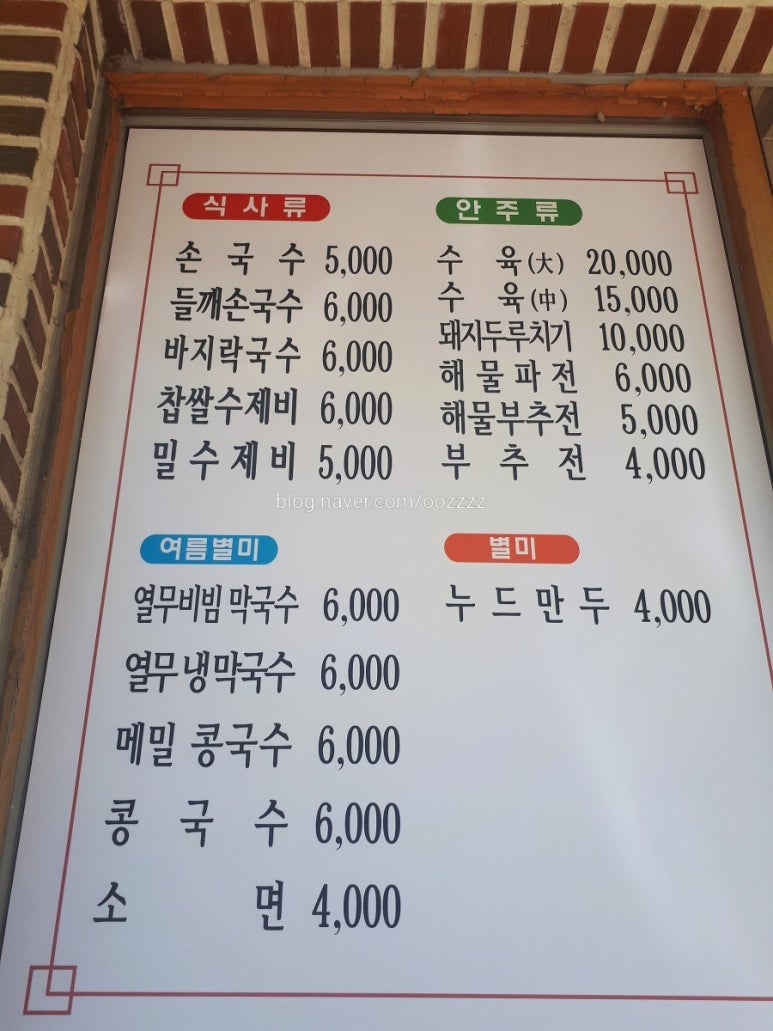 식사류
손국수 5,000
들깨손국수 6,000
바지락국수 6,000
찹쌀수제비 6,000
밀수제비 5,000
안주류
수육(大) 20,000
수육(中) 15,000
돼지두루치기 10,000
해물파전 6,000
해물부추전 5,000
부추전 4,000
blog.naver.com/oozzzz
여름별미
열무비빔 막국수 6,000
열무냉막국수 6,000
메밀 콩국수 6,000
콩국수 6,000
소면 4,000
별미
누드만두 4,000